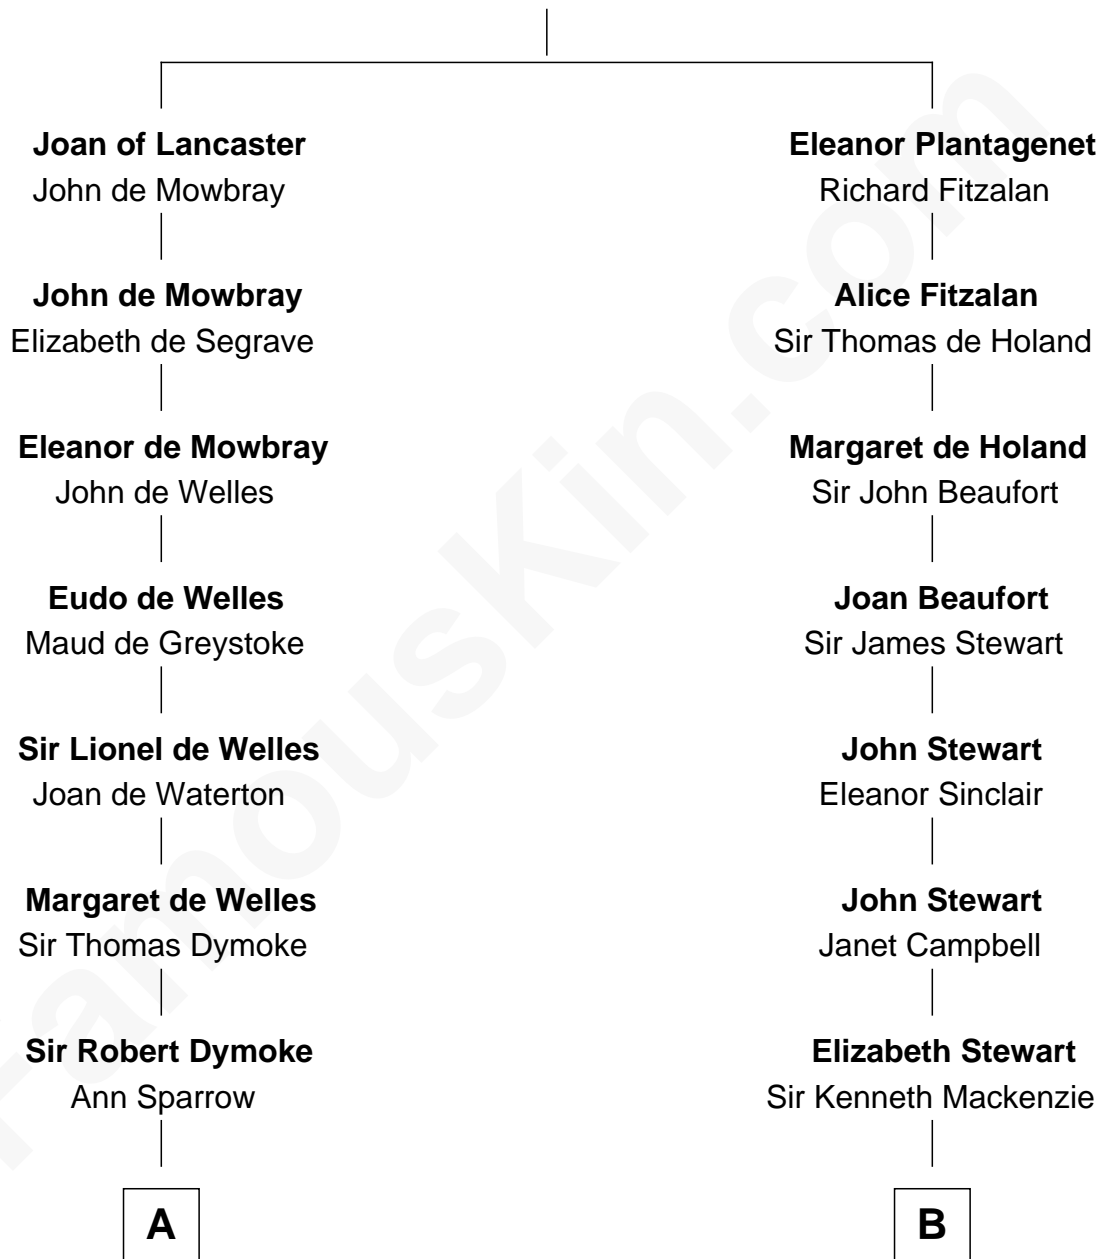 Joan of Lancaster
John de Mowbray
John de Mowbray
Elizabeth de Segrave
Eleanor de Mowbray
John de Welles
Eudo de Welles
Maud de Greystoke
Sir Lionel de Welles
Joan de Waterton
Margaret de Welles
Sir Thomas Dymoke
Sir Robert Dymoke
Ann Sparrow
A
Eleanor Plantagenet
Richard Fitzalan
Alice Fitzalan
Sir Thomas de Holand
Margaret de Holand
Sir John Beaufort
Joan Beaufort
Sir James Stewart
John Stewart
Eleanor Sinclair
John Stewart
Janet Campbell
Elizabeth Stewart
Sir Kenneth Mackenzie
B
FamousKin.com